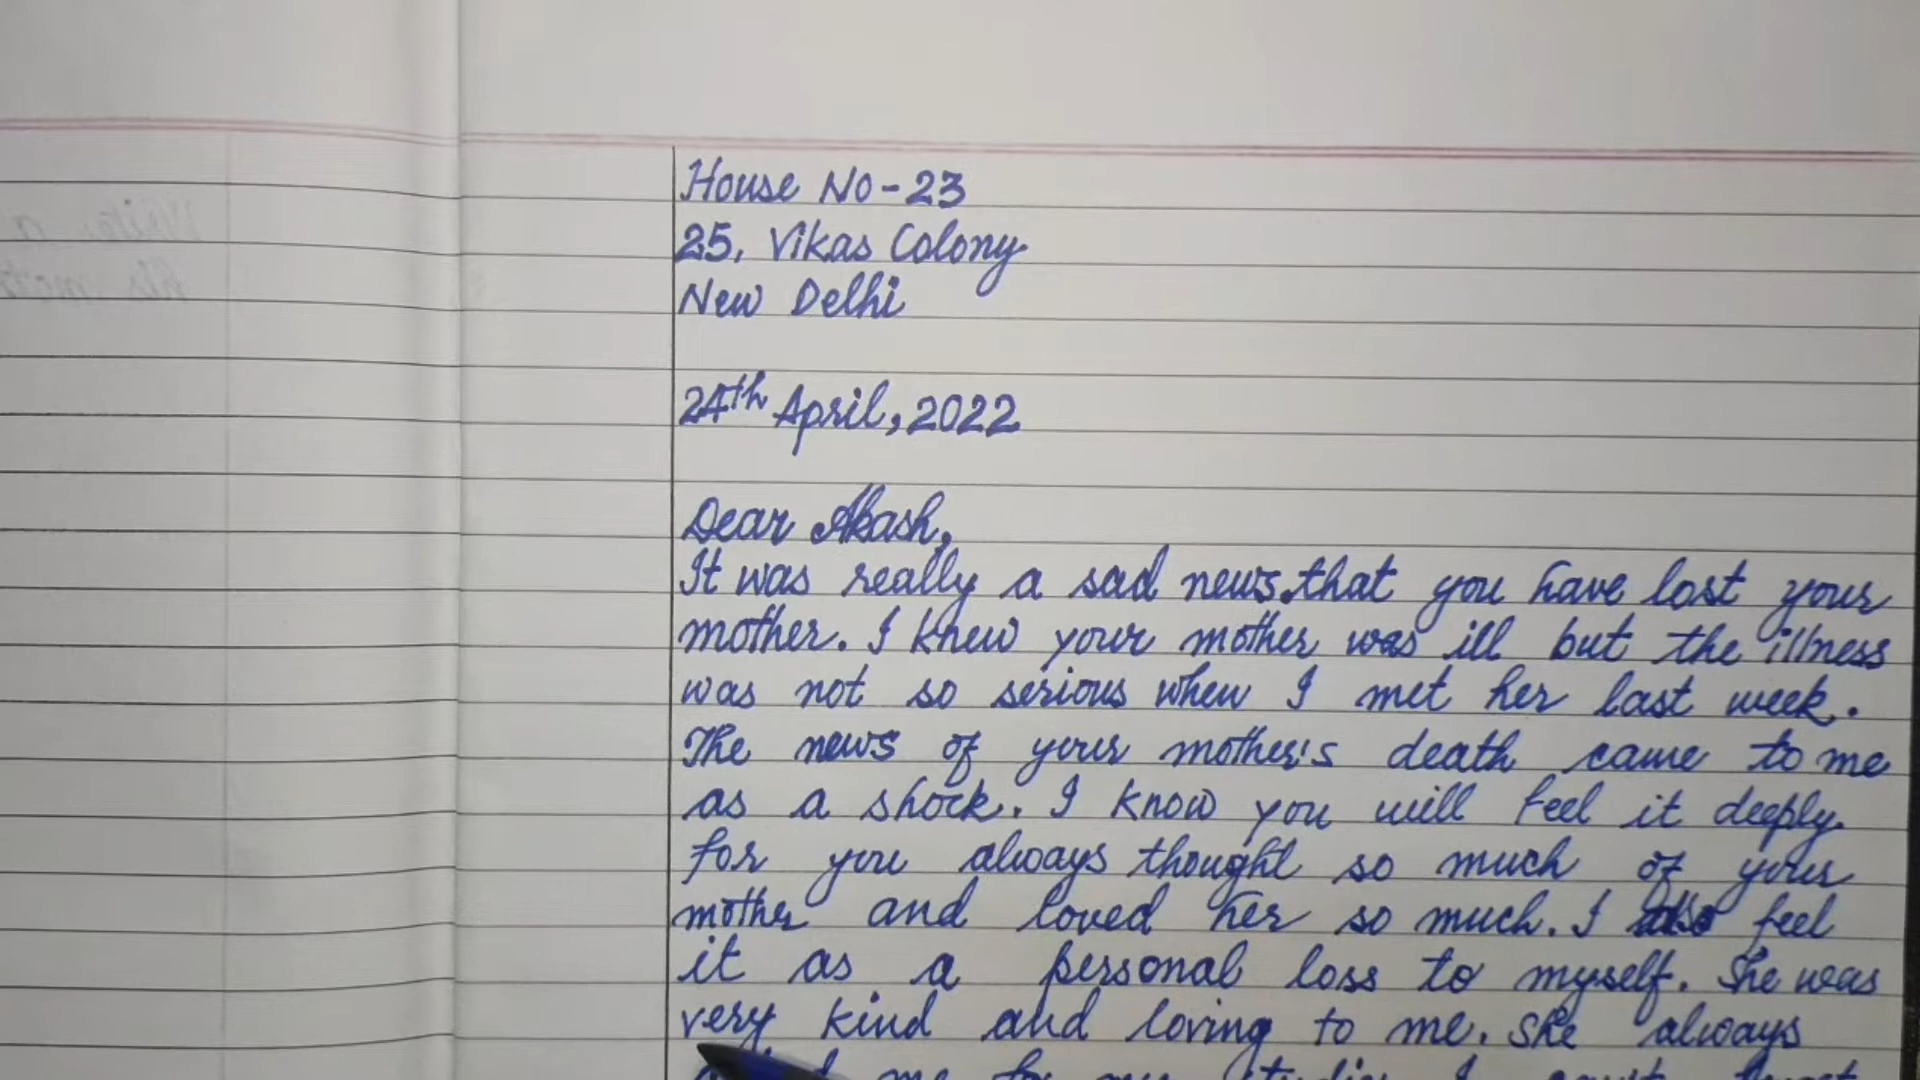 House No-23
25, Vikas Colony
New Delhi
24th April, 2022
Dear Akash,
It was really a sad news that you have lost your
mother. I knew your mother was ill but the illness
was not so serious when I met her last week.
The news of your mother's death came to me
as a shock. I know you will feel it deeply
for you always thought so much of your
mother and loved her so much. I also feel
it as a personal loss to myself. She was
very kind and loving to me. She always
me for my studies I